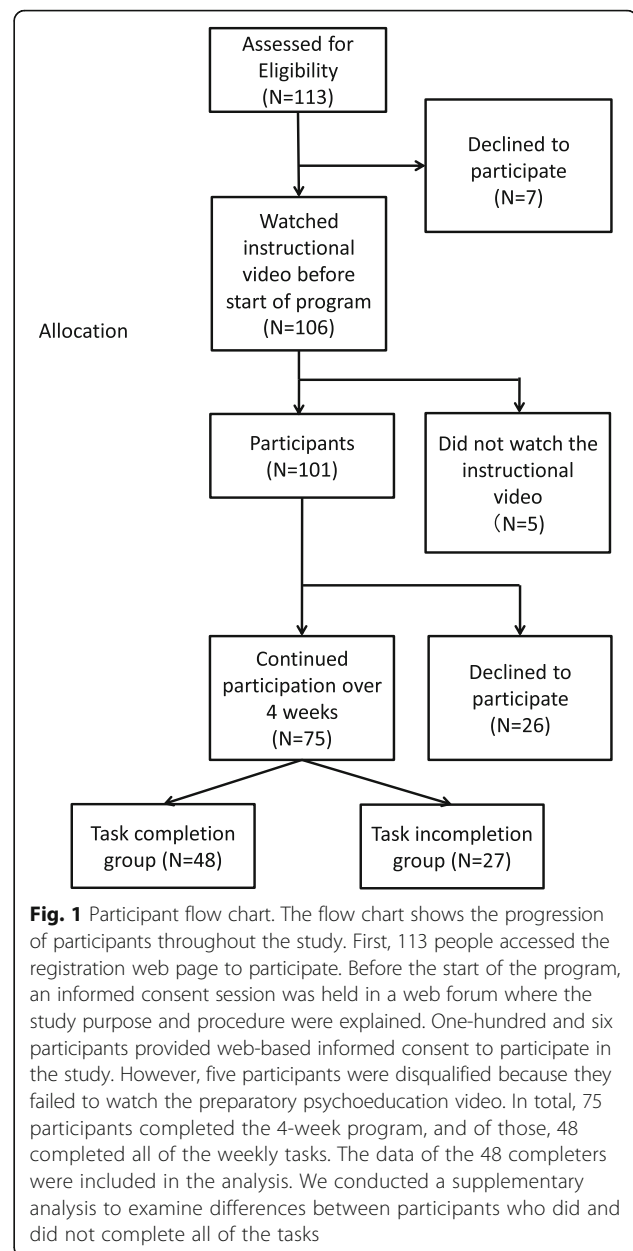 Assessed for
Eligibility
(N=113)
Declined to
participate
(N=7)
Watched
instructional
video before
start of program
(N=106)
Allocation
Participants
(N=101)
Did not watch the
instructional
video
（N=5)
Continued
participation over
4 weeks
(N=75)
Declined to
participate
(N=26)
Task completion
group (N=48)
Task incompletion
group (N=27)
Fig. 1 Participant flow chart. The flow chart shows the progression
of participants throughout the study. First, 113 people accessed the
registration web page to participate. Before the start of the program,
an informed consent session was held in a web forum where the
study purpose and procedure were explained. One-hundred and six
participants provided web-based informed consent to participate in
the study. However, five participants were disqualified because they
failed to watch the preparatory psychoeducation video. In total, 75
participants completed the 4-week program, and of those, 48
completed all of the weekly tasks. The data of the 48 completers
were included in the analysis. We conducted a supplementary
analysis to examine differences between participants who did and
did not complete all of the tasks